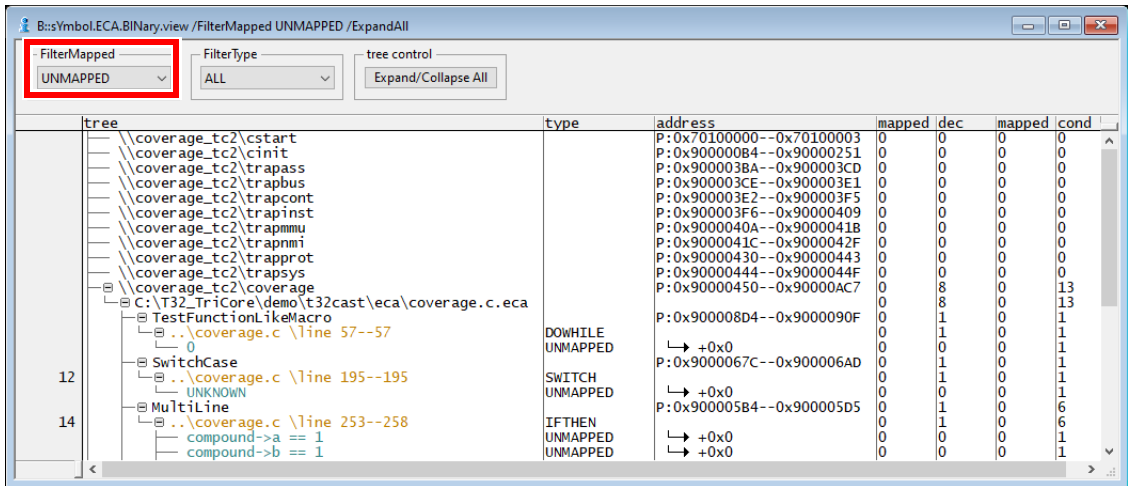 B::sYmbol.ECA.BINary.view /FilterMapped UNMAPPED /ExpandAll
FilterMapped FilterType tree control
UNMAPPED ALL Expand/Collapse All
tree type address mapped dec mapped cond
\\coverage_tc2\cstart P:0x70100000--0x70100003 0 0 0 0
\\coverage_tc2\cinit P:0x900000B4--0x90000251 0 0 0 0
\\coverage_tc2\trapass P:0x900003BA--0x900003CD 0 0 0 0
\\coverage_tc2\trapbus P:0x900003CE--0x900003E1 0 0 0 0
\\coverage_tc2\trapcont P:0x900003E2--0x900003F5 0 0 0 0
\\coverage_tc2\trapinst P:0x900003F6--0x90000409 0 0 0 0
\\coverage_tc2\trapmmu P:0x9000040A--0x9000041B 0 0 0 0
\\coverage_tc2\trapnmi P:0x9000041C--0x9000042F 0 0 0 0
\\coverage_tc2\trapprot P:0x90000430--0x90000443 0 0 0 0
\\coverage_tc2\trapsys P:0x90000444--0x9000044F 0 0 0 0
\\coverage_tc2\coverage P:0x90000450--0x90000AC7 0 8 0 13
C:\T32_TriCore\demo\t32cast\eca\coverage.c.eca 0 8 0 13
TestFunctionLikeMacro P:0x900008D4--0x9000090F 0 1 0 1
..\coverage.c \line 57--57 DOWHILE 0 1 0 1
0 UNMAPPED +0x0 0 0 0 1
SwitchCase P:0x9000067C--0x900006AD 0 1 0 1
12 ..\coverage.c \line 195--195 SWITCH 0 1 0 1
UNKNOWN UNMAPPED +0x0 0 0 0 1
MultiLine P:0x900005B4--0x900005D5 0 1 0 6
14 ..\coverage.c \line 253--258 IFTHEN 0 1 0 6
compound->a == 1 UNMAPPED +0x0 0 0 0 1
compound->b == 1 UNMAPPED +0x0 0 0 0 1